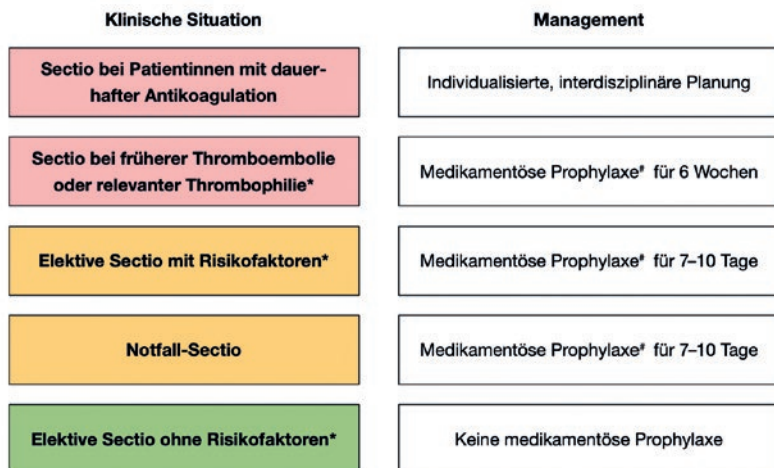 Klinische Situation
Management
Sectio bei Patientinnen mit dauer-
hafter Antikoagulation
Individualisierte, interdisziplinäre Planung
Sectio bei früherer Thromboembolie
oder relevanter Thrombophilie*
Medikamentöse Prophylaxe# für 6 Wochen
Elektive Sectio mit Risikofaktoren*
Medikamentöse Prophylaxe# für 7–10 Tage
Notfall-Sectio
Medikamentöse Prophylaxe# für 7–10 Tage
Elektive Sectio ohne Risikofaktoren*
Keine medikamentöse Prophylaxe